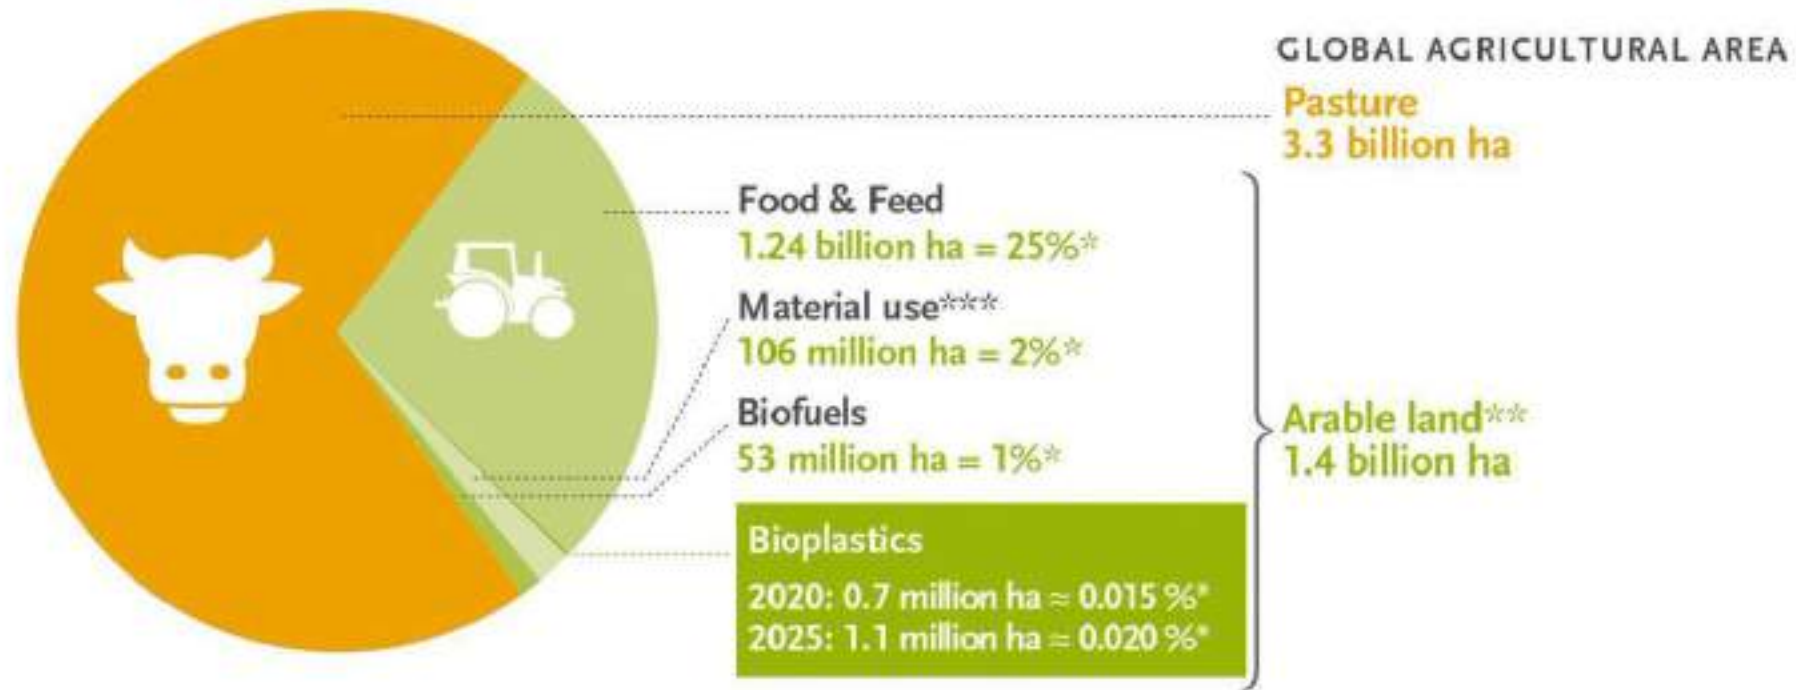 GLOBAL AGRICULTURAL AREA
Pasture
3.3 billion ha
Food & Feed
1.24 billion ha = 25%*
Material use***
106 million ha = 2%*
Biofuels
53 million ha = 1%*
Arable land**
1.4 billion ha
Bioplastics
2020: 0.7 million ha ≈ 0.015 %*
2025: 1.1 million ha ≈ 0.020 %*